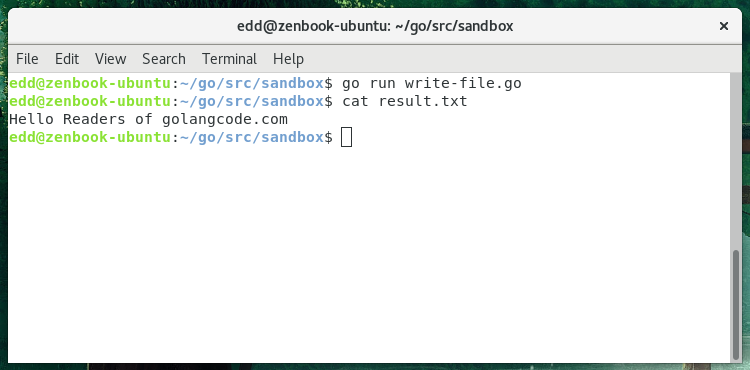 edd@zenbook-ubuntu: ~/go/src/sandbox ×
File Edit View Search Terminal Help
edd@zenbook-ubuntu:~/go/src/sandbox$ go run write-file.go
edd@zenbook-ubuntu:~/go/src/sandbox$ cat result.txt
Hello Readers of golangcode.com
edd@zenbook-ubuntu:~/go/src/sandbox$